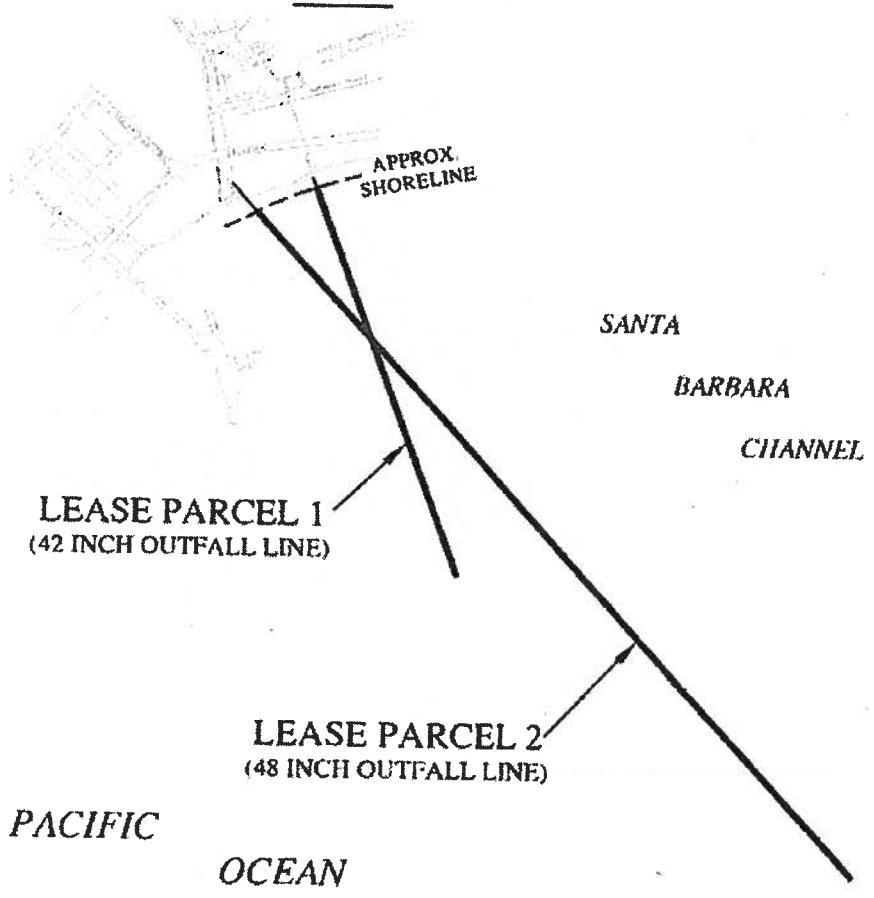 APPROX.
SHORELINE
SANTA
BARBARA
CHANNEL
LEASE PARCEL 1
(42 INCH OUTFALL LINE)
LEASE PARCEL 2
(48 INCH OUTFALL LINE)
PACIFIC
OCEAN